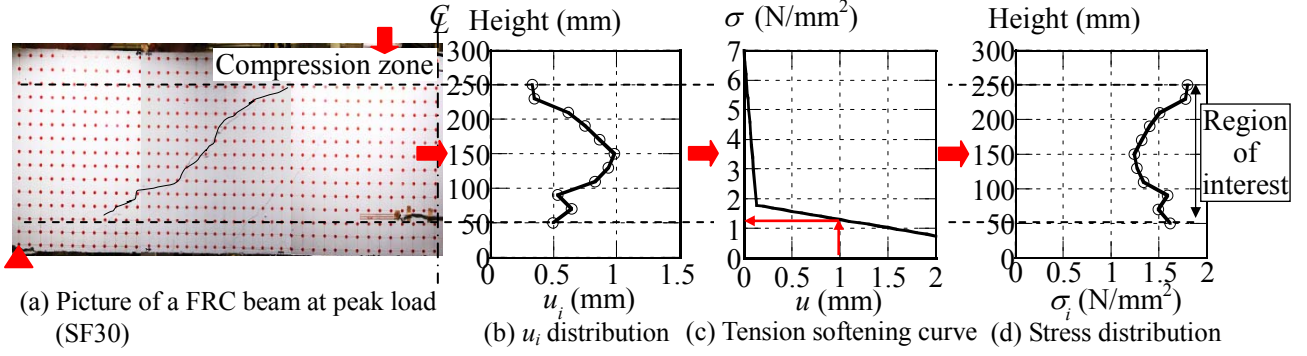 ℄
Height (mm)
σ (N/mm²)
Height (mm)
300
250
200
150
100
50
0
0
0.5
1
1.5
7
6
5
4
3
2
1
0
0
0.5
1
1.5
2
300
250
200
150
100
50
0
0
0.5
1
1.5
2
Compression zone
Region
of
interest
uᵢ (mm)
u (mm)
σᵢ (N/mm²)
(a) Picture of a FRC beam at peak load
(SF30)
(b) uᵢ distribution
(c) Tension softening curve
(d) Stress distribution